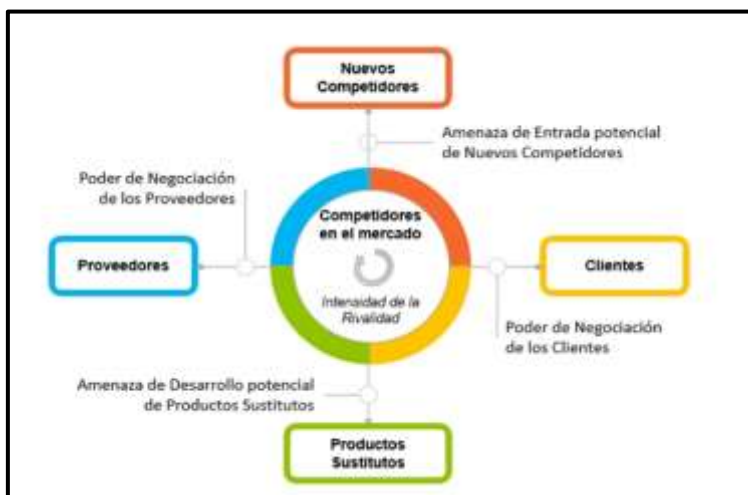 Nuevos
Competidores
Amenaza de Entrada potencial
de Nuevos Competidores
Poder de Negociación
de los Proveedores
Competidores
en el mercado
Proveedores
Clientes
Intensidad de la
Rivalidad
Poder de Negociación
de los Clientes
Amenaza de Desarrollo potencial
de Productos Sustitutos
Productos
Sustitutos